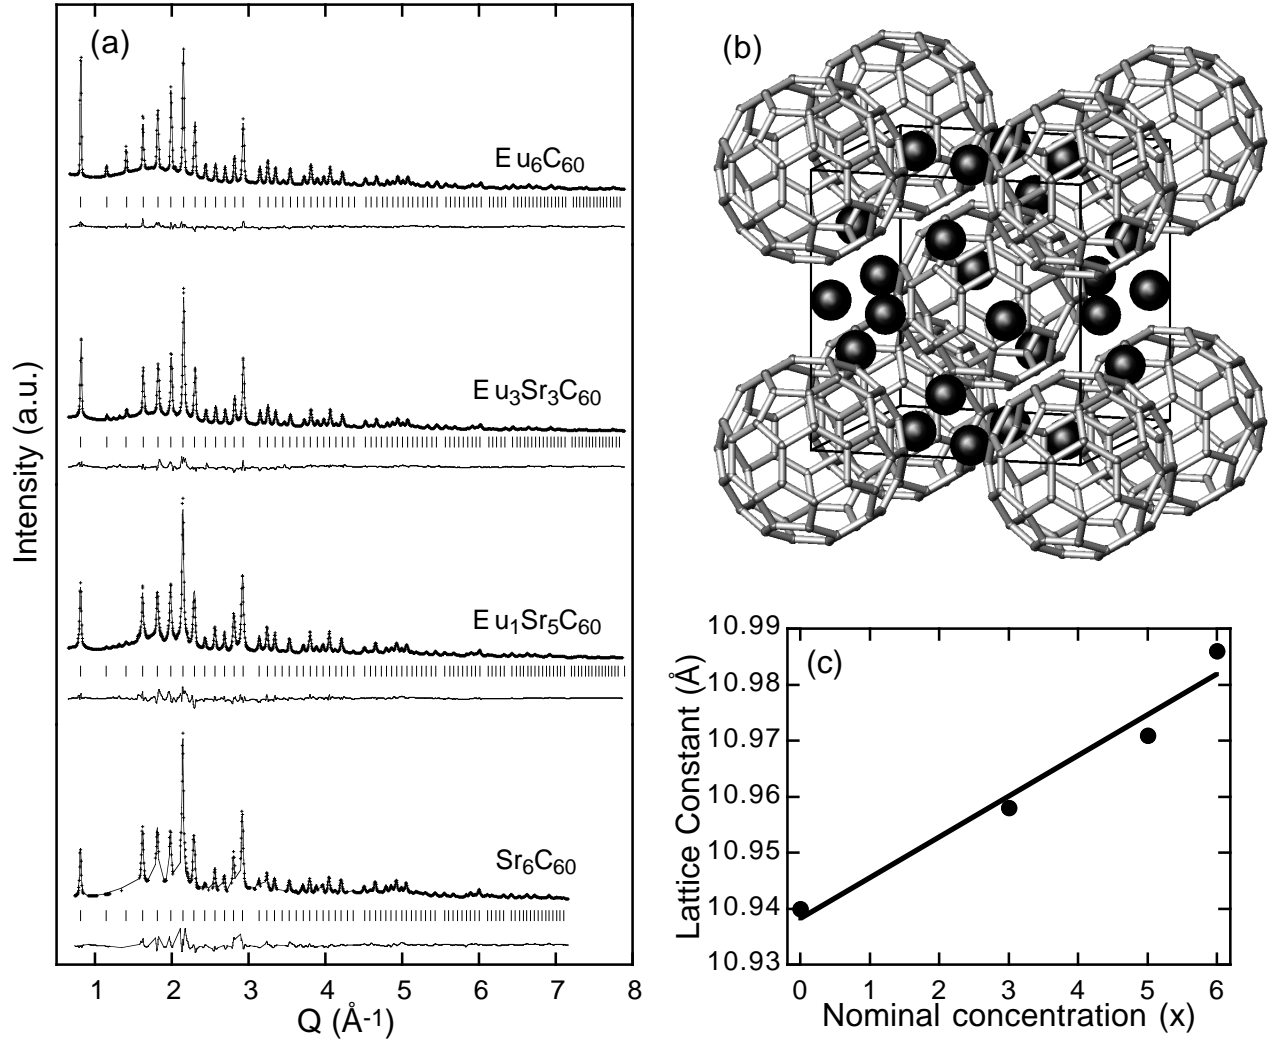 (a)
Eu6C60
Eu3Sr3C60
Eu1Sr5C60
Sr6C60
Intensity (a.u.)
1 2 3 4 5 6 7 8
Q (Å-1)
(b)
(c)
10.99
10.98
10.97
10.96
10.95
10.94
10.93
Lattice Constant (Å)
0 1 2 3 4 5 6
Nominal concentration (x)